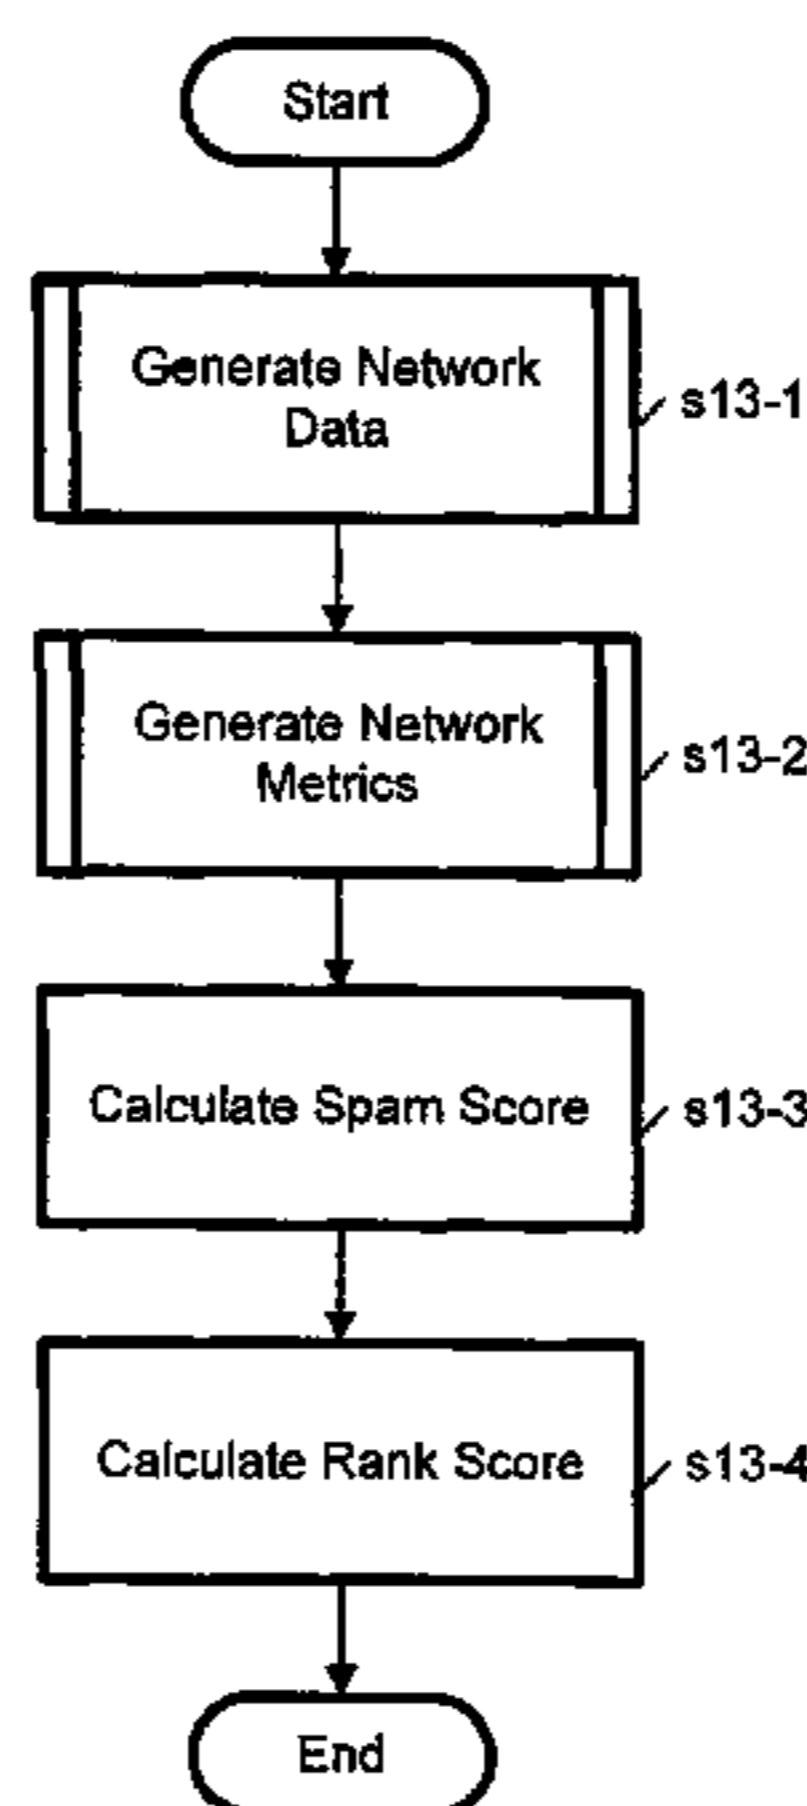 Start
Generate Network
Data
s13-1
Generate Network
Metrics
s13-2
Calculate Spam Score
s13-3
Calculate Rank Score
s13-4
End